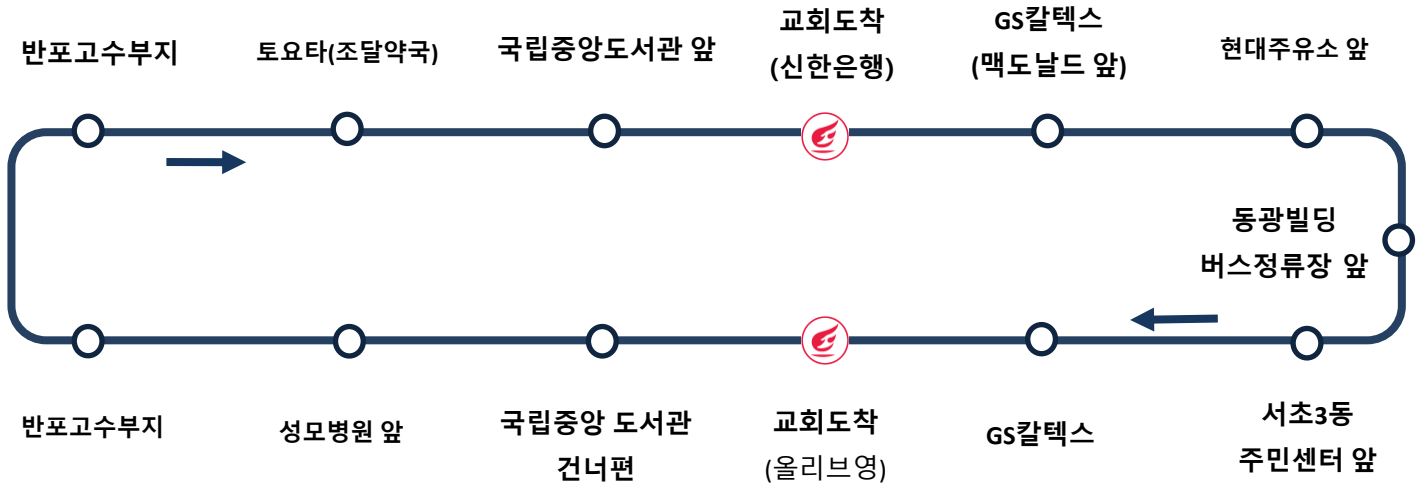 반포고수부지
토요타(조달약국)
국립중앙도서관 앞
교회도착
(신한은행)
GS칼텍스
(맥도날드 앞)
현대주유소 앞
동광빌딩
버스정류장 앞
반포고수부지
성모병원 앞
국립중앙 도서관
건너편
교회도착
(올리브영)
GS칼텍스
서초3동
주민센터 앞